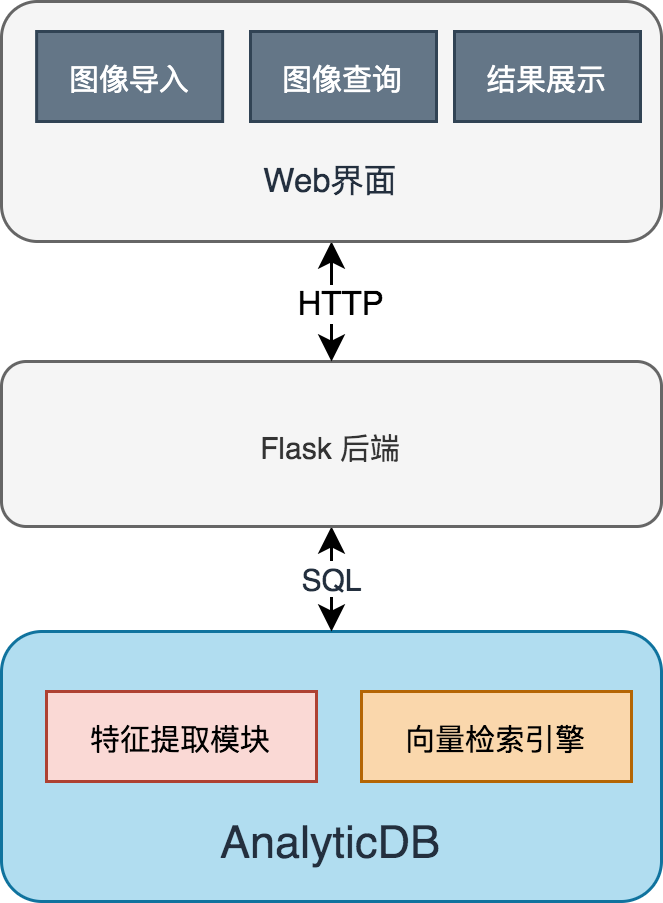 图像导入
图像查询
结果展示
Web界面
HTTP
Flask 后端
SQL
特征提取模块
向量检索引擎
AnalyticDB